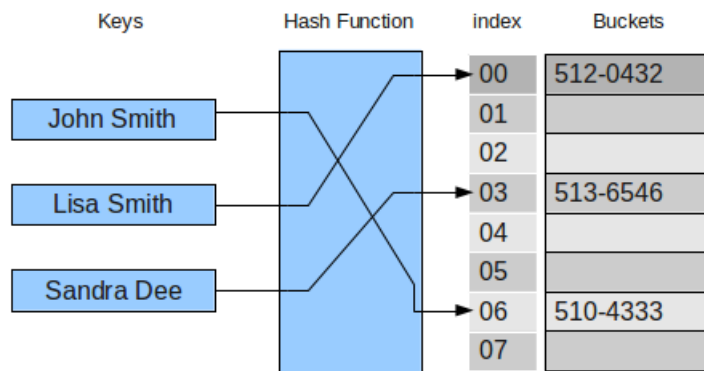 Keys Hash Function index Buckets
00 512-0432
John Smith 01
02
Lisa Smith 03 513-6546
04
Sandra Dee 05
06 510-4333
07